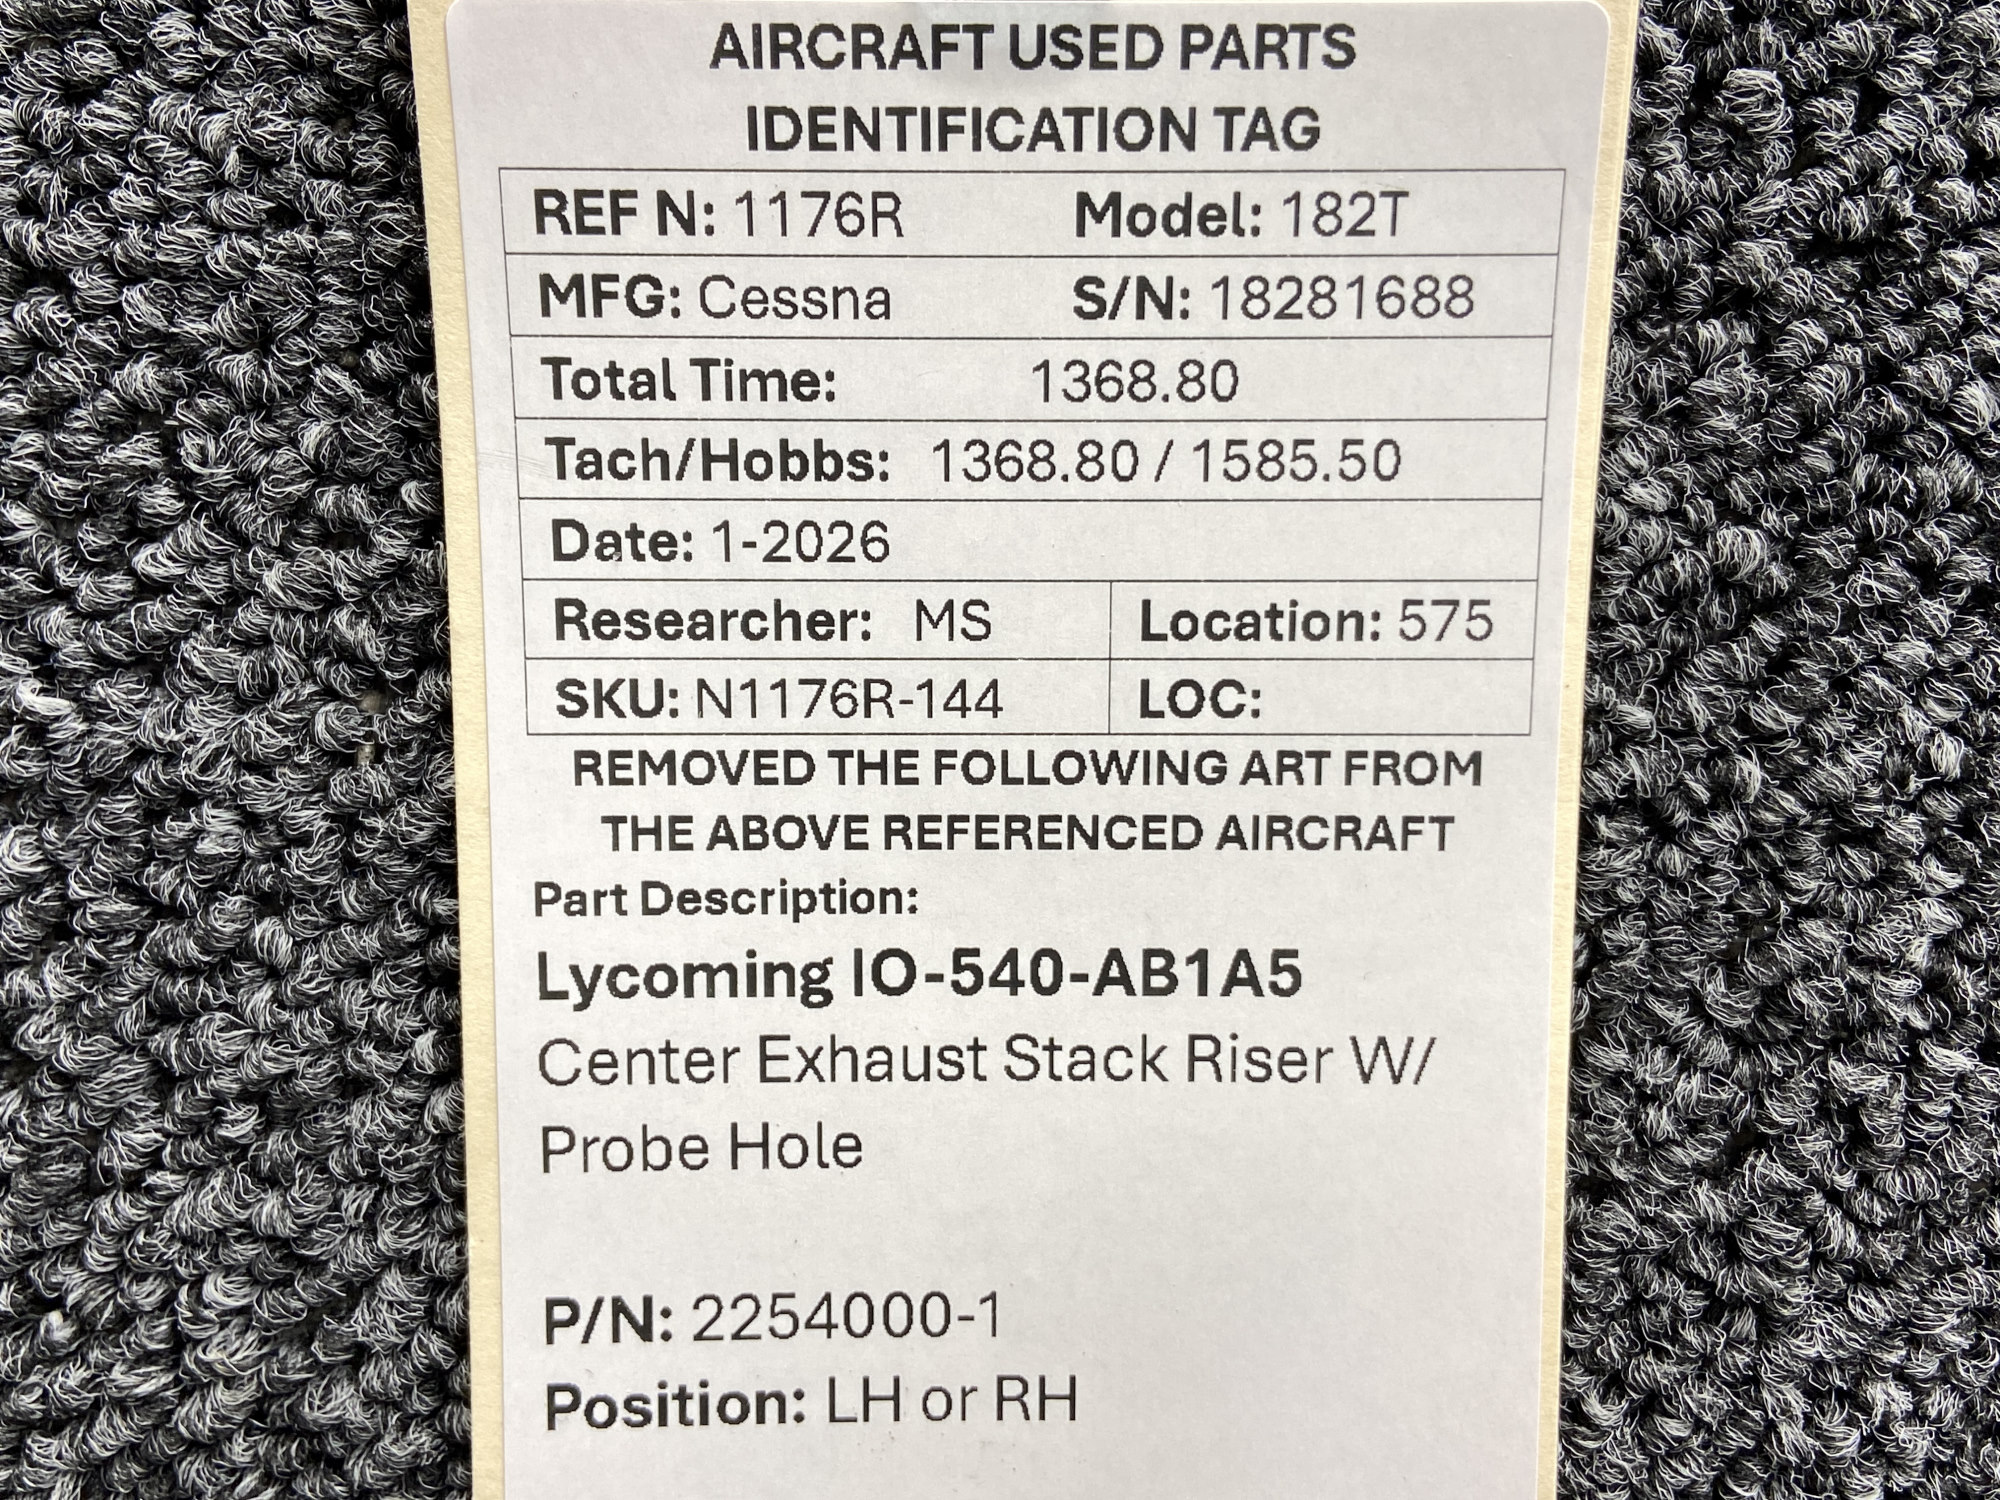 AIRCRAFT USED PARTS
IDENTIFICATION TAG
REF N: 1176R Model: 182T
MFG: Cessna S/N: 18281688
Total Time: 1368.80
Tach/Hobbs: 1368.80 / 1585.50
Date: 1-2026
Researcher: MS Location: 575
SKU: N1176R-144 LOC:
REMOVED THE FOLLOWING ART FROM
THE ABOVE REFERENCED AIRCRAFT
Part Description:
Lycoming IO-540-AB1A5
Center Exhaust Stack Riser W/
Probe Hole
P/N: 2254000-1
Position: LH or RH